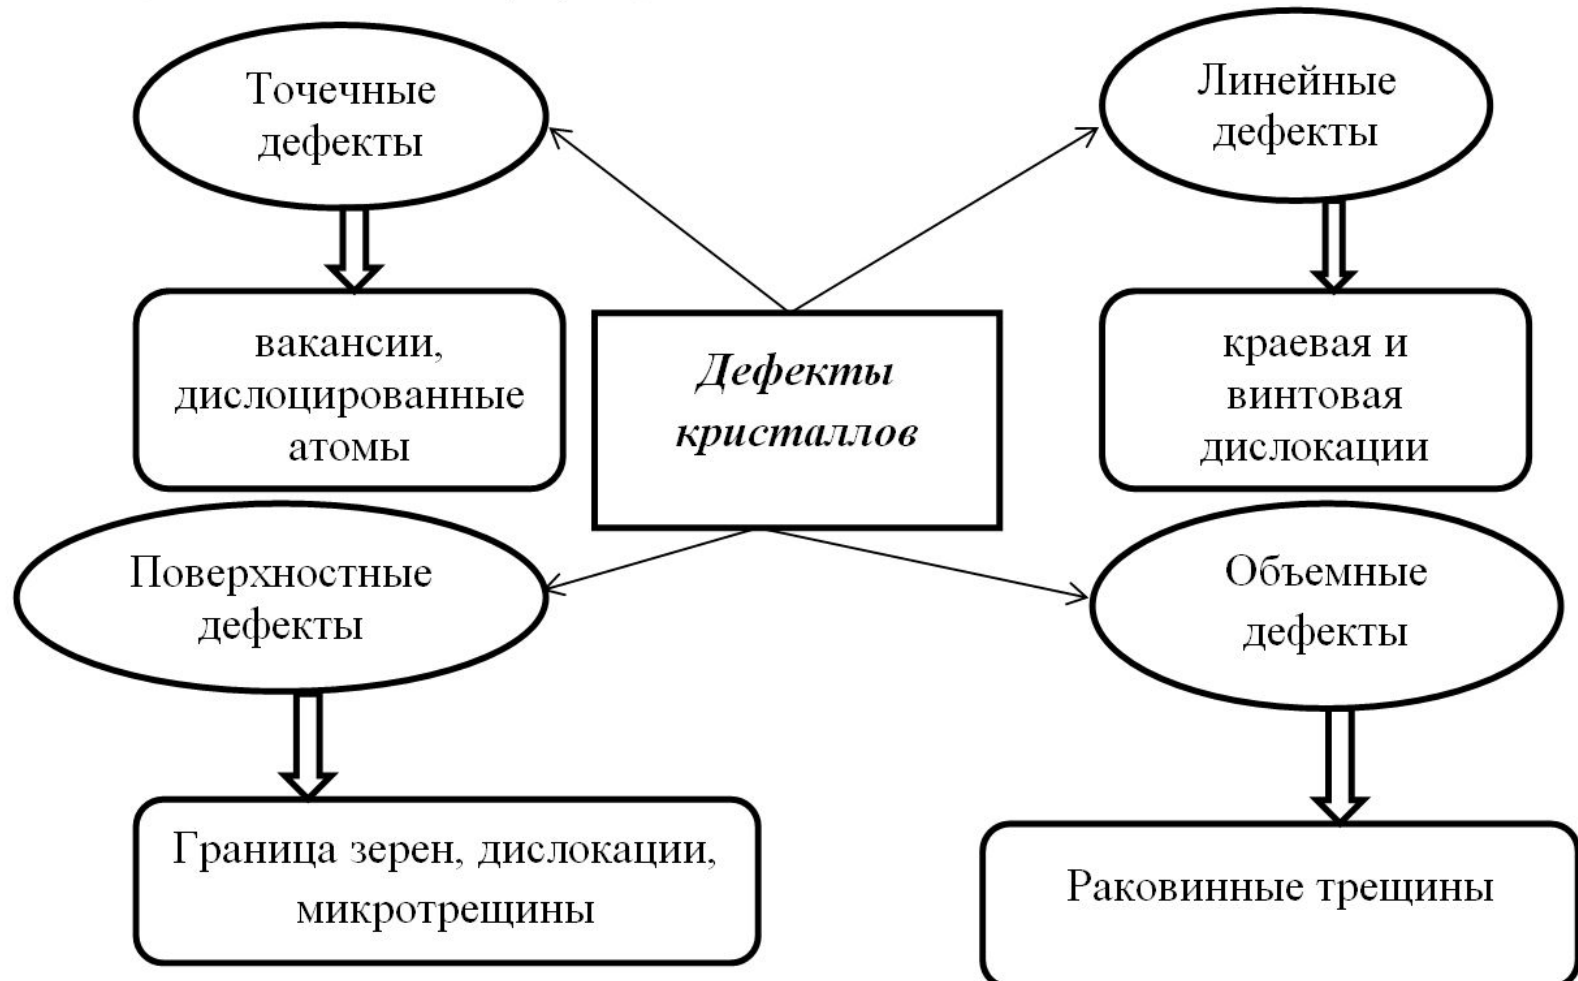 Точечные
дефекты
Линейные
дефекты
вакансии,
дислоцированные
атомы
Дефекты
кристаллов
краевая и
винтовая
дислокации
Поверхностные
дефекты
Объемные
дефекты
Граница зерен, дислокации,
микротрещины
Раковинные трещины